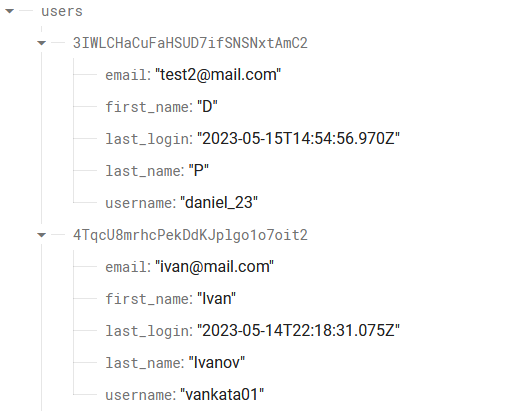 users
3IWLCHaCuFaHSUD7ifSNSNxtAmC2
email: "test2@mail.com"
first_name: "D"
last_login: "2023-05-15T14:54:56.970Z"
last_name: "P"
username: "daniel_23"
4TqcU8mrhcPekDdKJplgo1o7oit2
email: "ivan@mail.com"
first_name: "Ivan"
last_login: "2023-05-14T22:18:31.075Z"
last_name: "Ivanov"
username: "vankata01"